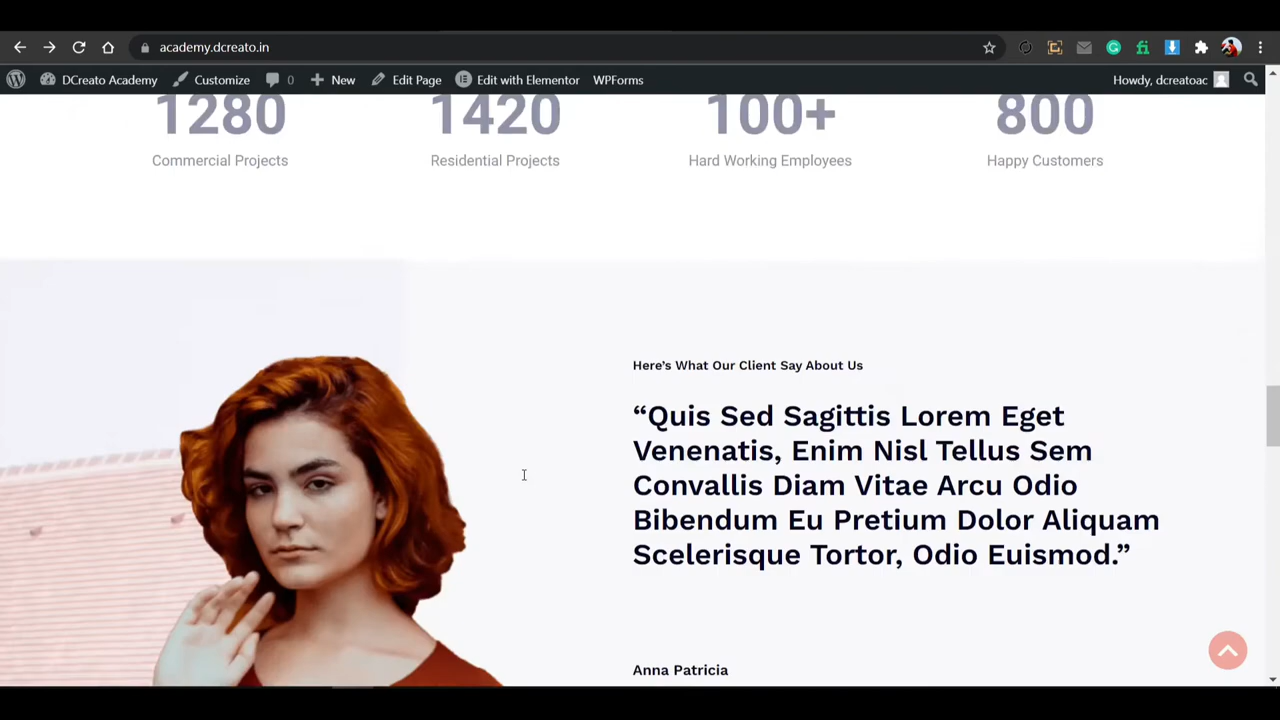 academy.dcreato.in
DCreato Academy Customize 0 New Edit Page Edit with Elementor WPForms Howdy, dcreatoac
1280 1420 100+ 800
Commercial Projects Residential Projects Hard Working Employees Happy Customers
Here's What Our Client Say About Us
“Quis Sed Sagittis Lorem Eget
Venenatis, Enim Nisl Tellus Sem
Convallis Diam Vitae Arcu Odio
Bibendum Eu Pretium Dolor Aliquam
Scelerisque Tortor, Odio Euismod.”
Anna Patricia